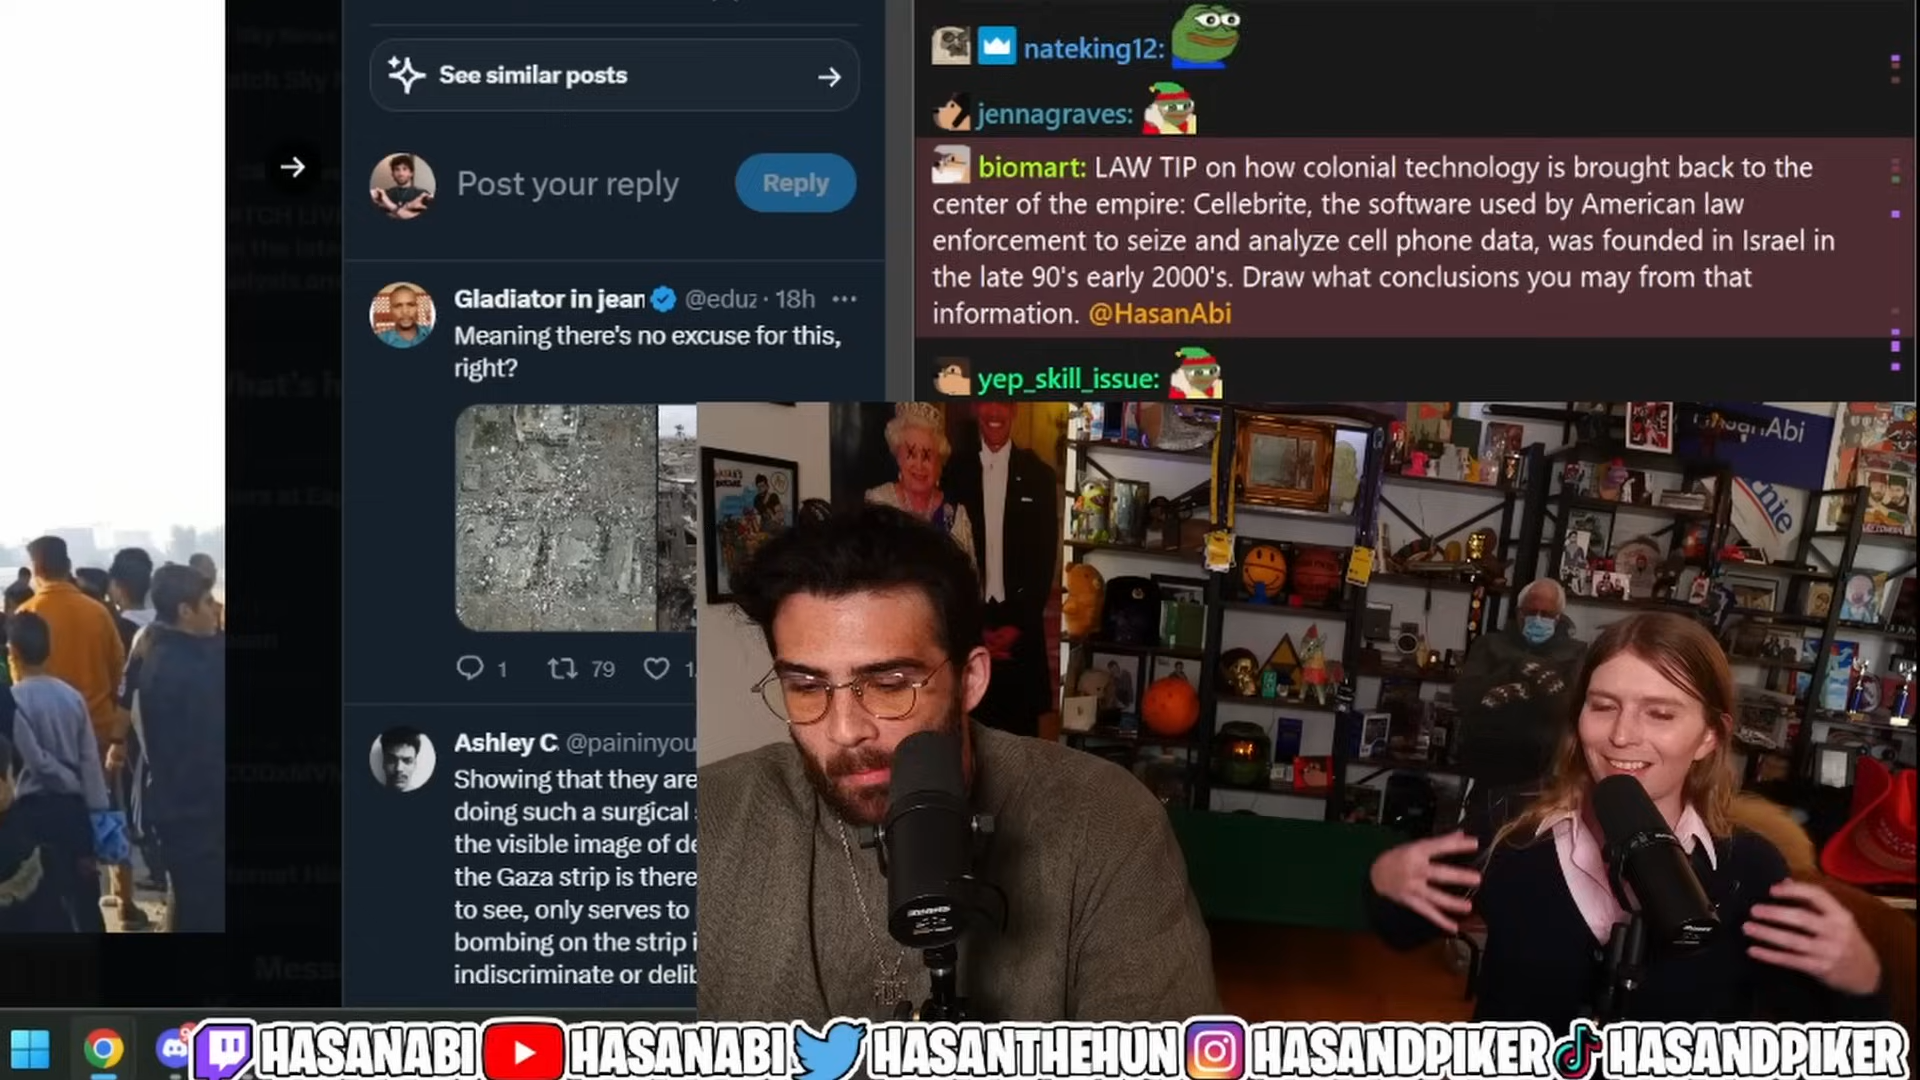 See similar posts
Post your reply
Reply
Gladiator in jean @eduz · 18h
Meaning there's no excuse for this,
right?
1 79 1.
Ashley C @paininyou
Showing that they are
doing such a surgical
the visible image of de
the Gaza strip is there
to see, only serves to
bombing on the strip i
indiscriminate or delib
nateking12:
jennagraves:
biomart: LAW TIP on how colonial technology is brought back to the
center of the empire: Cellebrite, the software used by American law
enforcement to seize and analyze cell phone data, was founded in Israel in
the late 90's early 2000's. Draw what conclusions you may from that
information. @HasanAbi
yep_skill_issue:
HASANABI HASANABI HASANTHEHUN HASANDPIKER HASANDPIKER